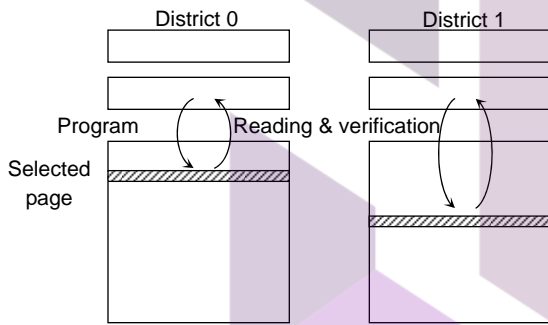 District 0 District 1
Program Reading & verification
Selected
page